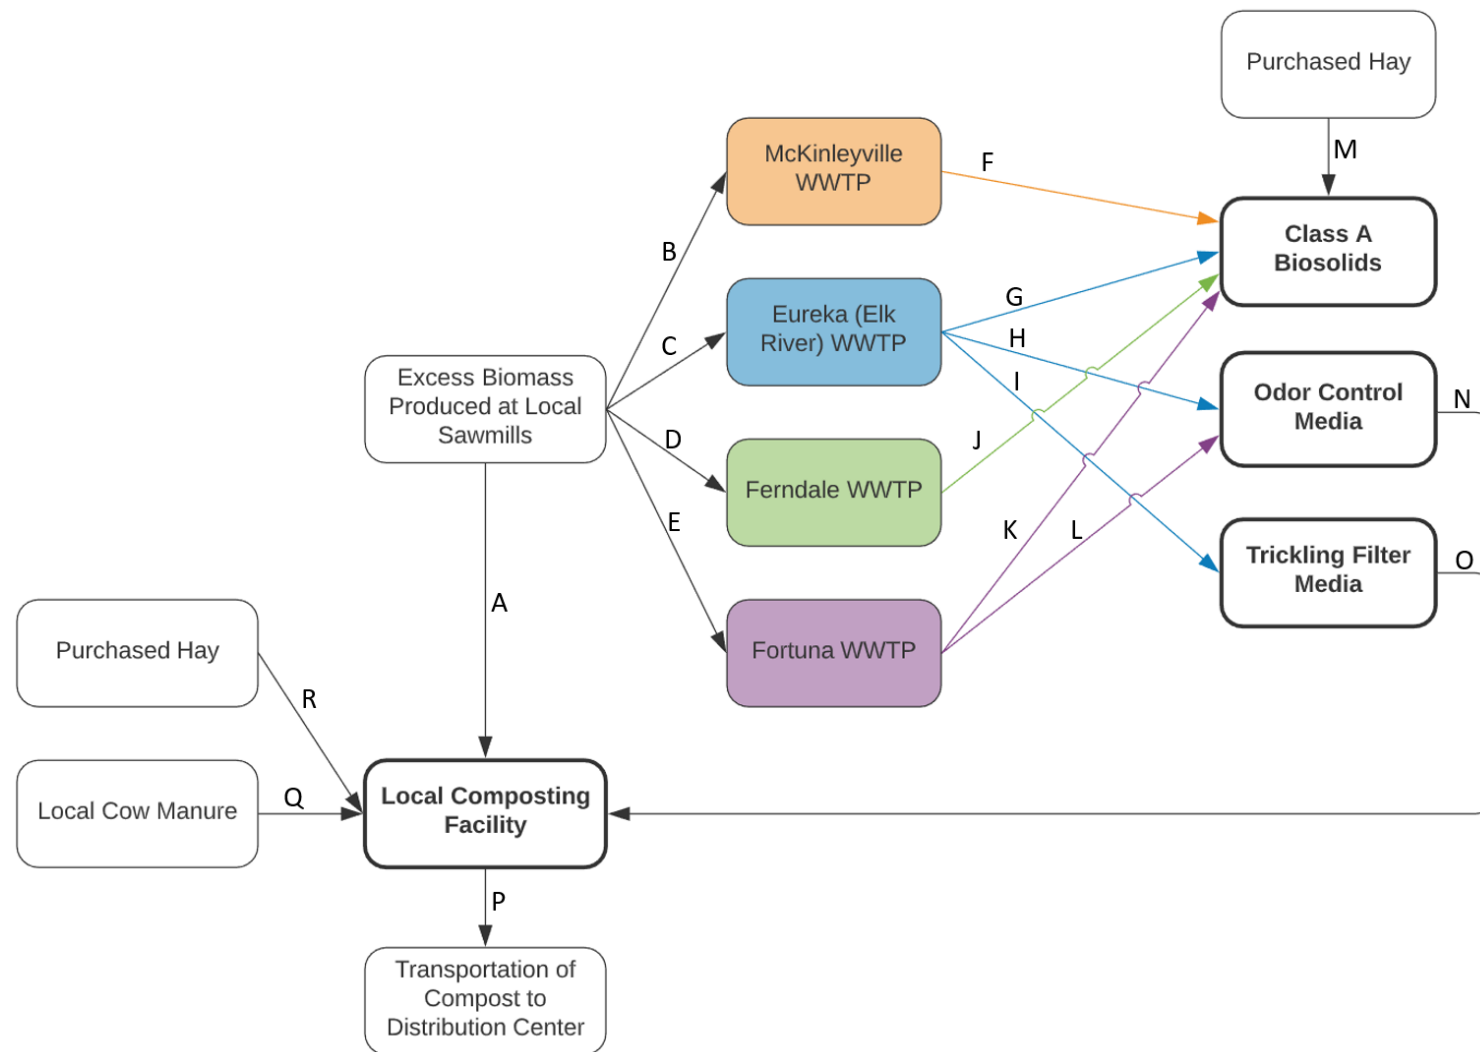 Purchased Hay
M
McKinleyville
WWTP
F
Class A
Biosolids
B
Eureka (Elk
River) WWTP
G
H
I
C
Excess Biomass
Produced at Local
Sawmills
Odor Control
Media
N
D
Ferndale WWTP
J
E
K
L
Trickling Filter
Media
O
A
Fortuna WWTP
Purchased Hay
R
Local Cow Manure
Q
Local Composting
Facility
P
Transportation of
Compost to
Distribution Center